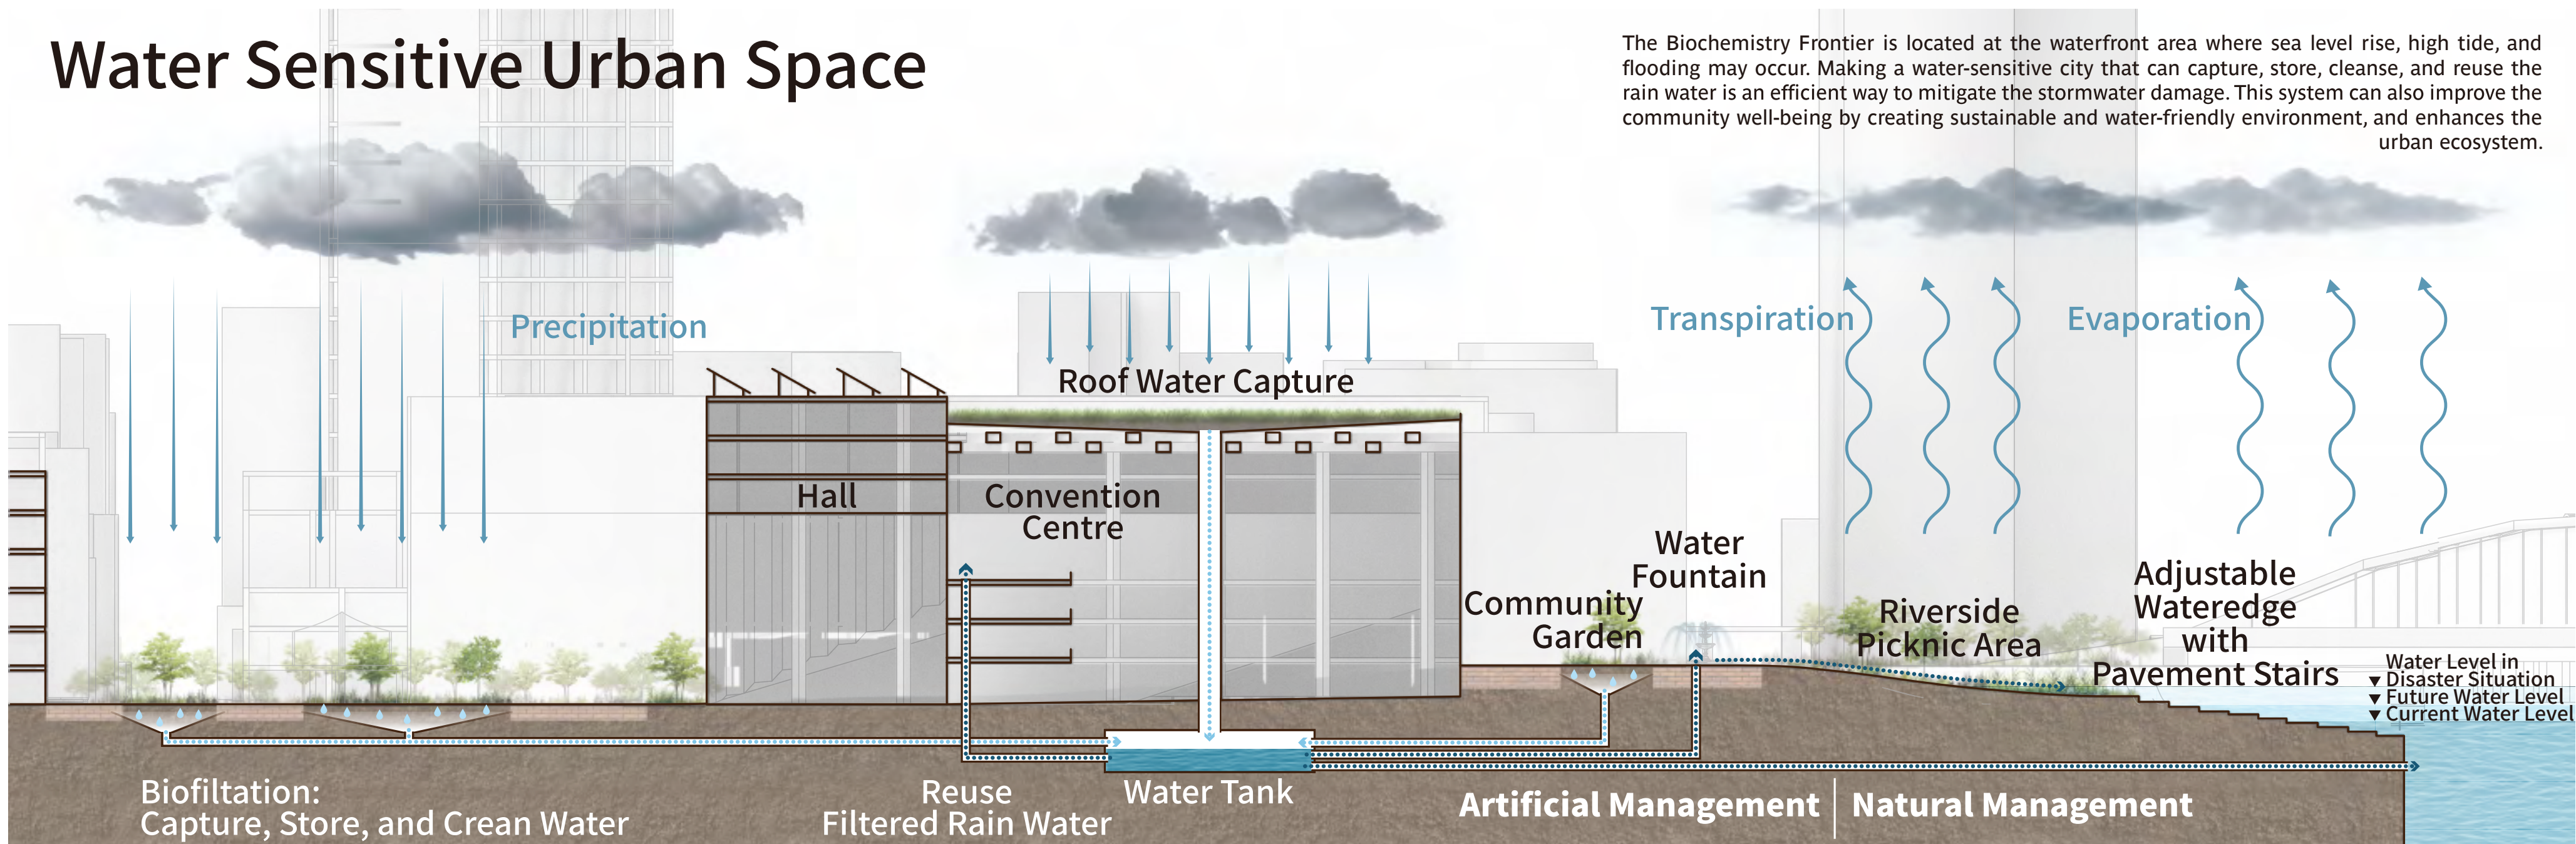 Water Sensitive Urban Space
The Biochemistry Frontier is located at the waterfront area where sea level rise, high tide, and
flooding may occur. Making a water-sensitive city that can capture, store, cleanse, and reuse the
rain water is an efficient way to mitigate the stormwater damage. This system can also improve the
community well-being by creating sustainable and water-friendly environment, and enhances the
urban ecosystem.
Precipitation
Roof Water Capture
Transpiration
Evaporation
Hall
Convention
Centre
Water
Fountain
Community
Garden
Riverside
Picknic Area
Adjustable
Wateredge
with
Pavement Stairs
Water Level in
▼ Disaster Situation
▼ Future Water Level
▼ Current Water Level
Biofiltation:
Capture, Store, and Crean Water
Reuse
Filtered Rain Water
Water Tank
Artificial Management | Natural Management